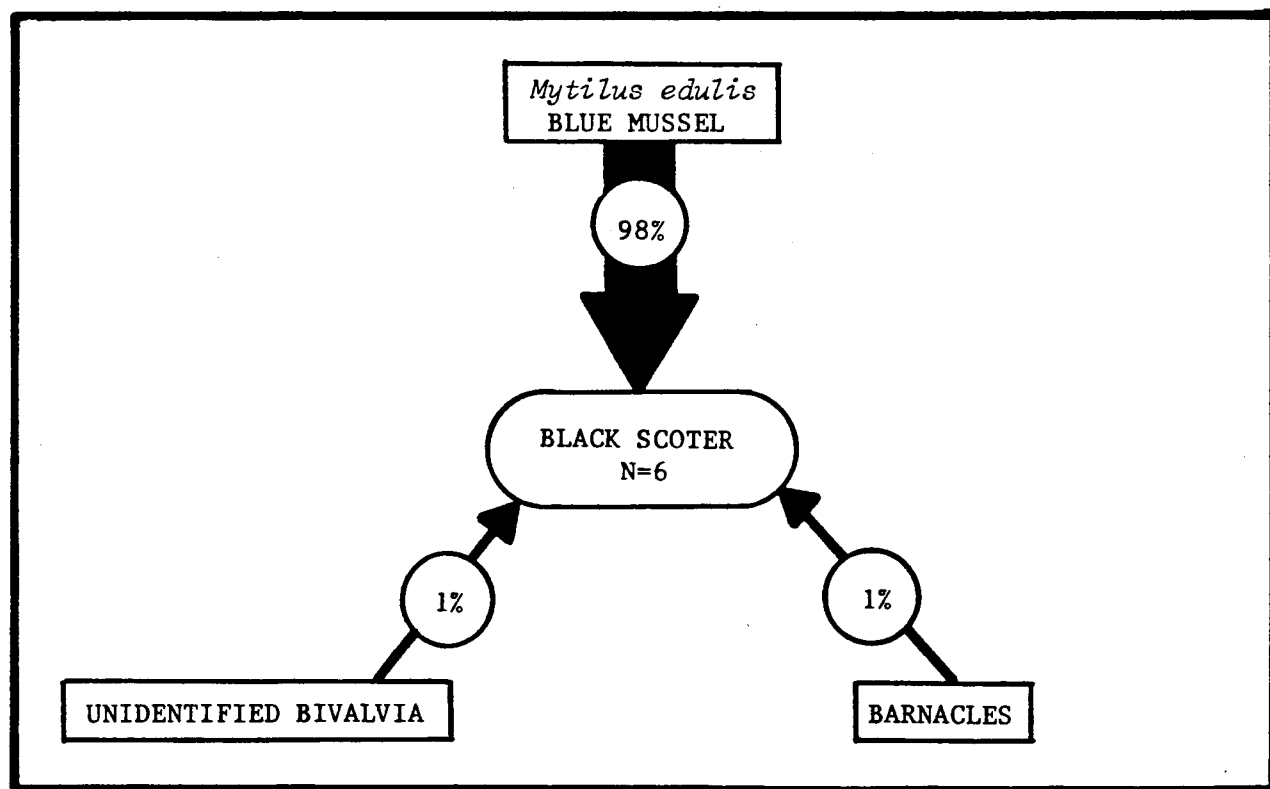 Mytilus edulis
BLUE MUSSEL
98%
BLACK SCOTER
N=6
1%
1%
UNIDENTIFIED BIVALVIA
BARNACLES